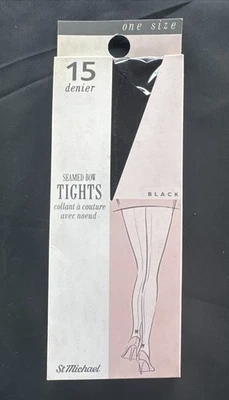 one size
15
denier
SEAMED BOW
TIGHTS
collant à couture
avec noeud
BLACK
St Michael